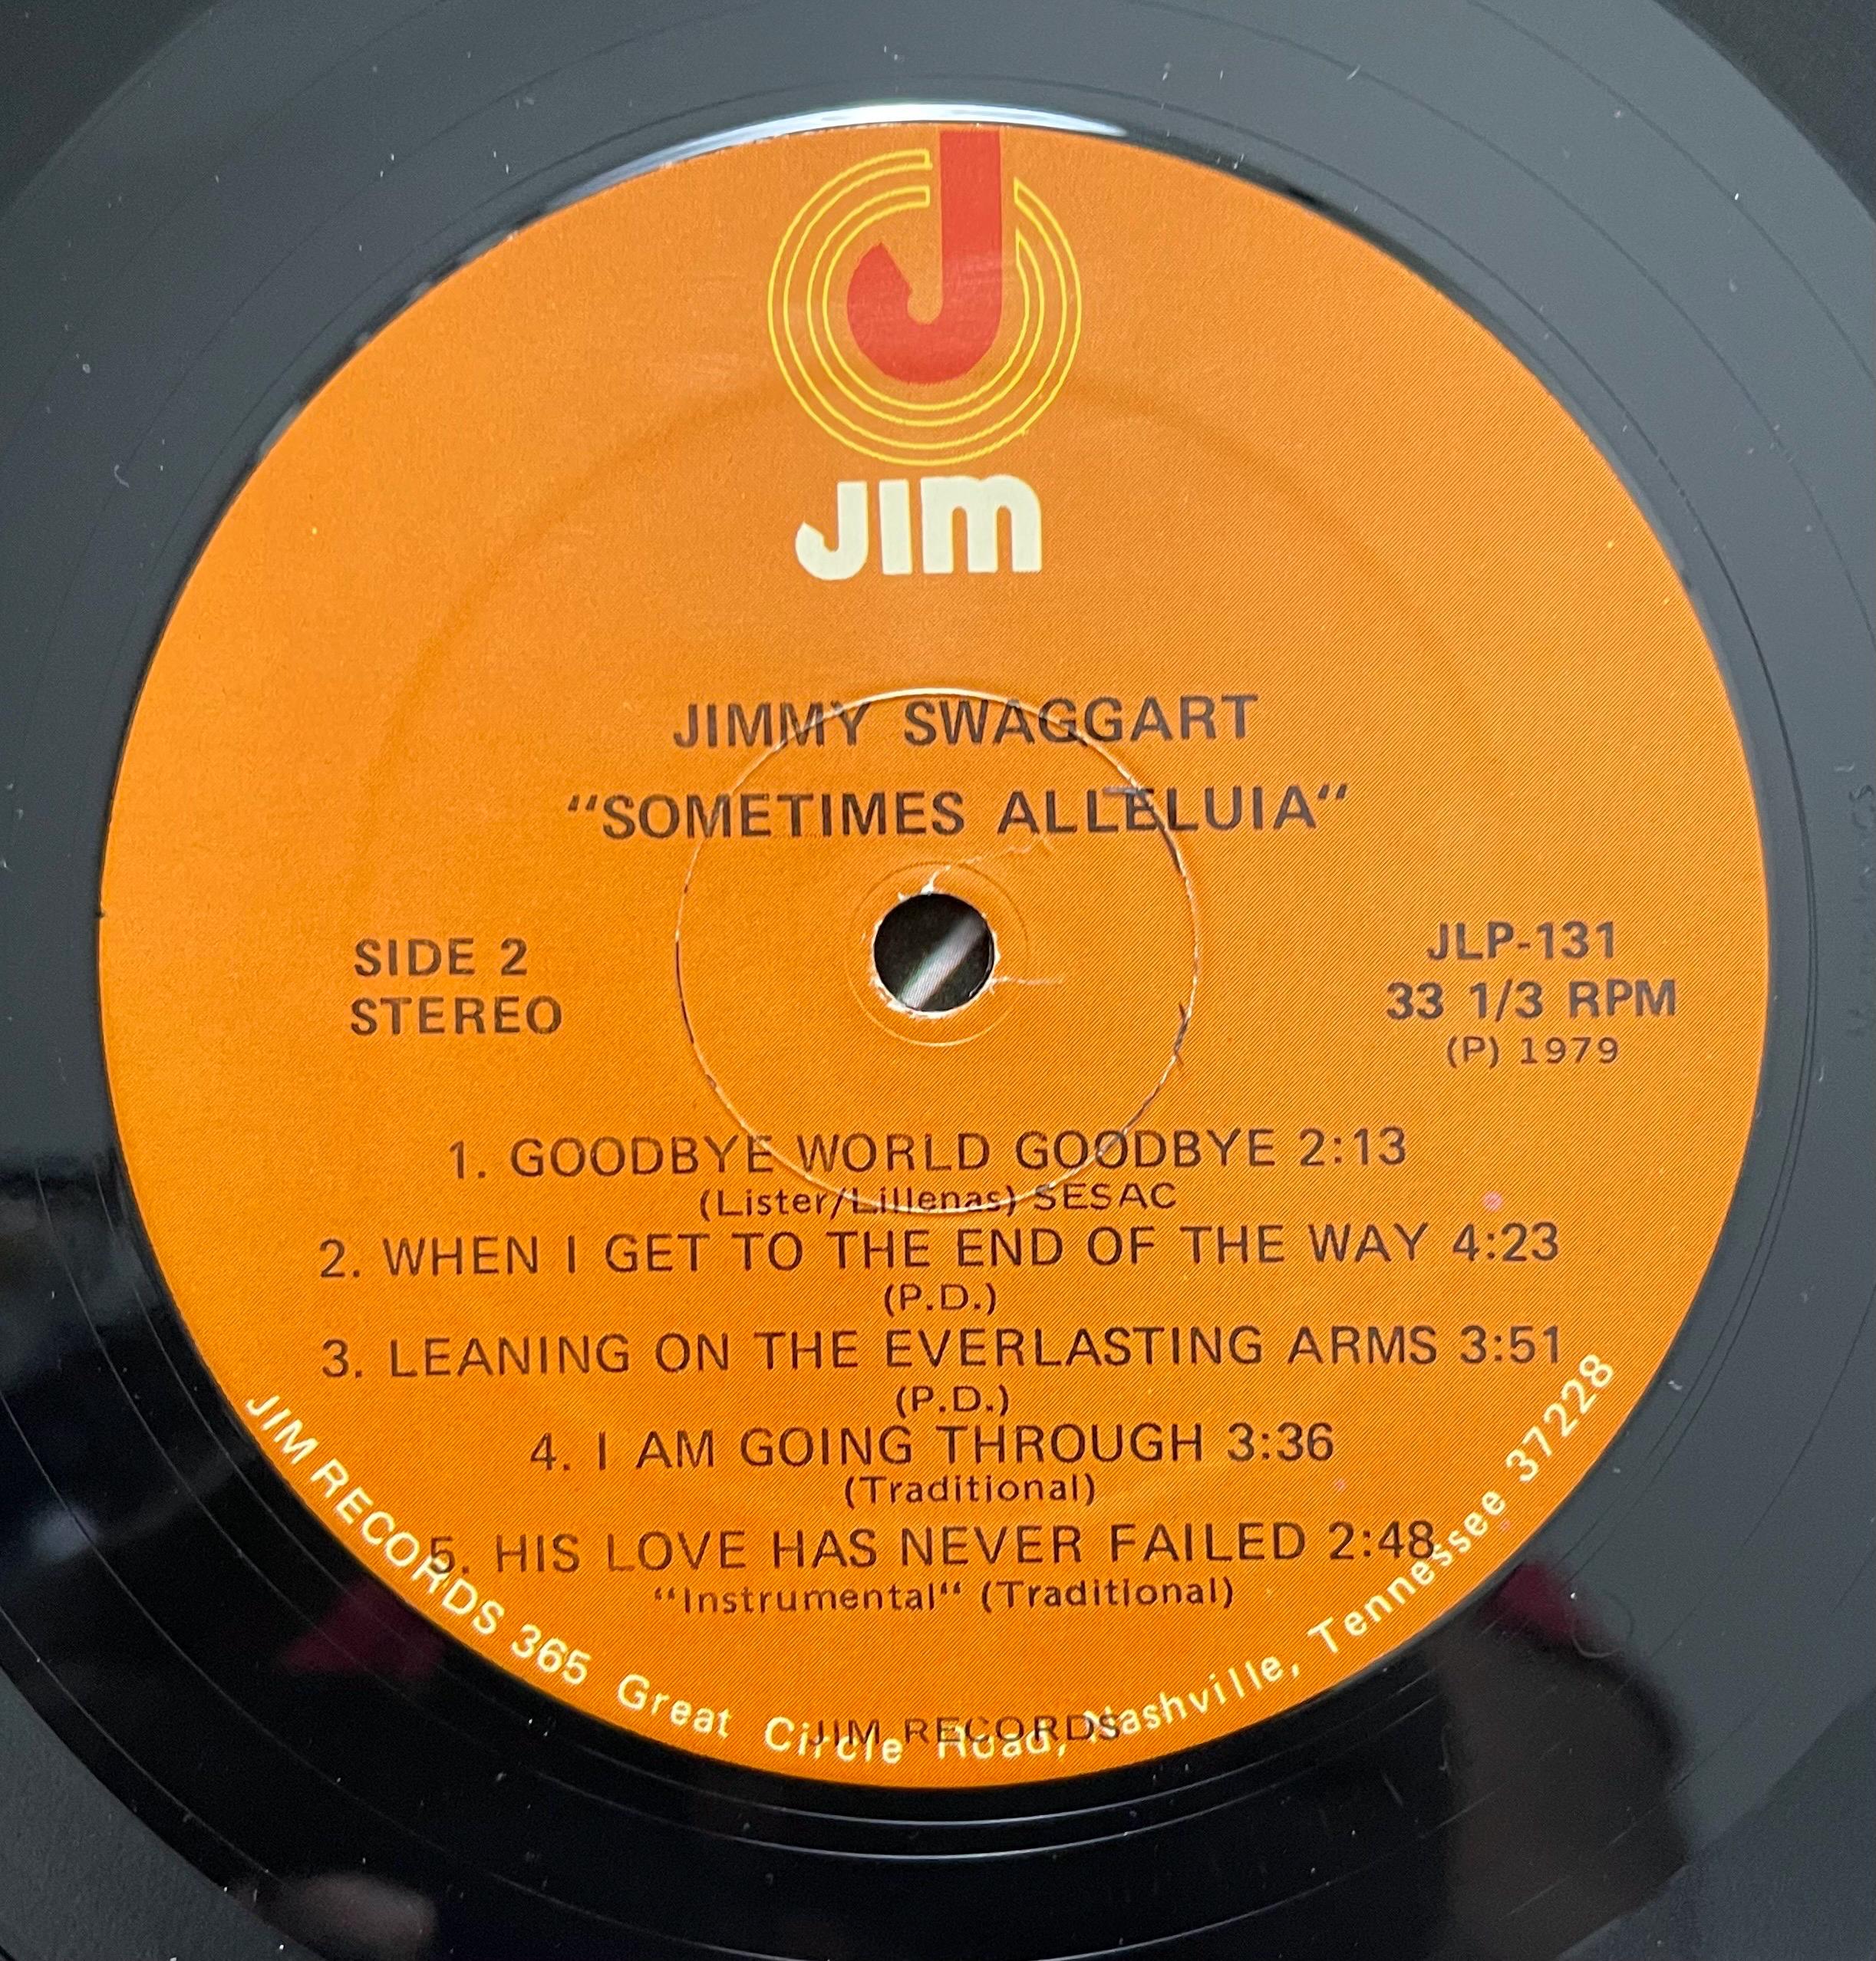 JIM
JIMMY SWAGGART
"SOMETIMES ALLELUIA"
SIDE 2
STEREO
JLP-131
33 1/3 RPM
(P) 1979
1. GOODBYE WORLD GOODBYE 2:13
(Lister/Lillenas) SESAC
2. WHEN I GET TO THE END OF THE WAY 4:23
(P.D.)
3. LEANING ON THE EVERLASTING ARMS 3:51
(P.D.)
4. I AM GOING THROUGH 3:36
(Traditional)
5. HIS LOVE HAS NEVER FAILED 2:48
"Instrumental" (Traditional)
JIM RECORDS
JIM RECORDS 365 Great Circle Road, Nashville, Tennessee 37228